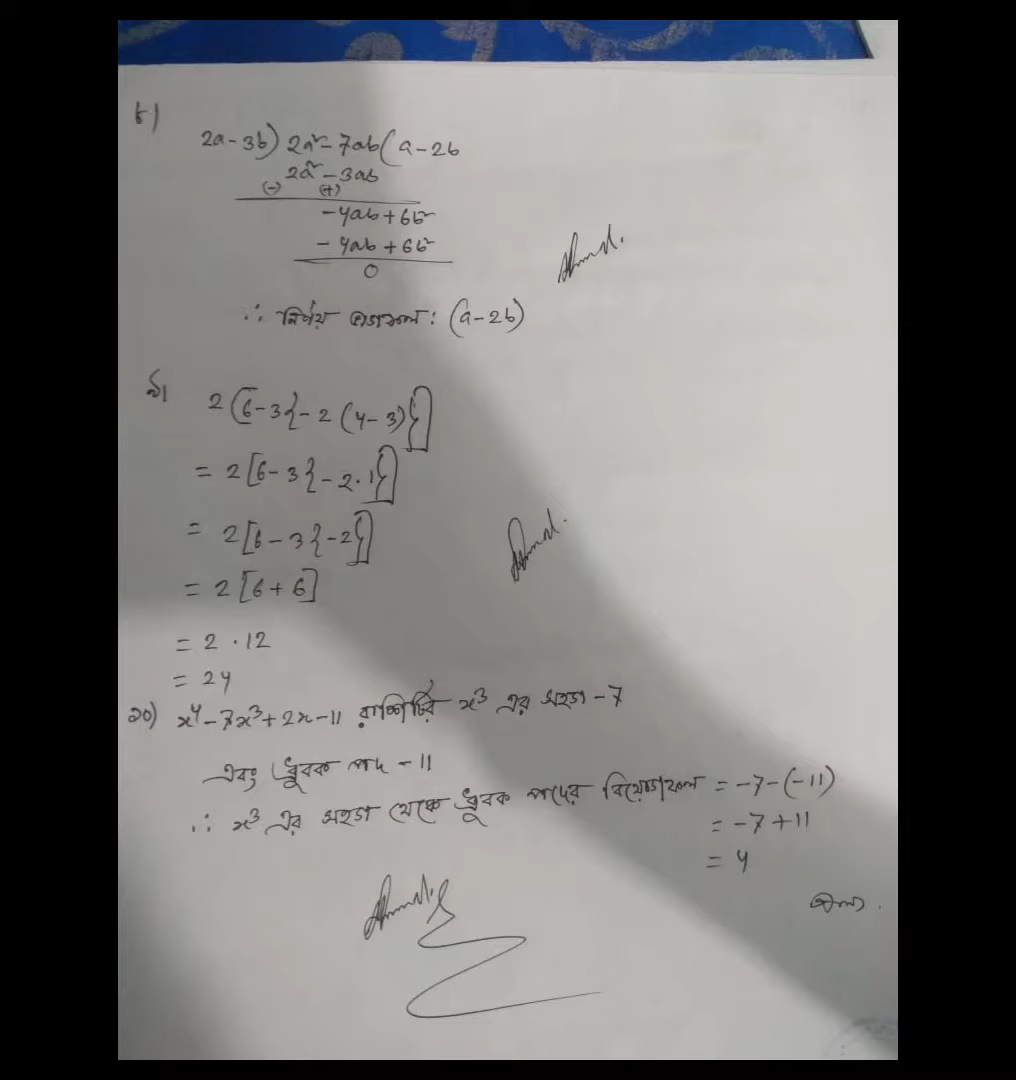 ৮।
2a-3b) 2a²-7ab(a-2b
2a²-3ab
(-) (+)
-4ab+6b²
-4ab+6b²
0
∴ নির্ণেয় ভাগফল: (a-2b)
৯।
2[6-3{-2(4-3)}]
= 2[6-3{-2.1}]
= 2[6-3{-2}]
= 2[6+6]
= 2 . 12
= 24
১০) x⁴-7x³+2x-11 রাশিটির x³ এর সহগ -7
এবং ধ্রুবক পদ -11
∴ x³ এর সহগ থেকে ধ্রুবক পদের বিয়োগফল = -7-(-11)
= -7+11
= 4